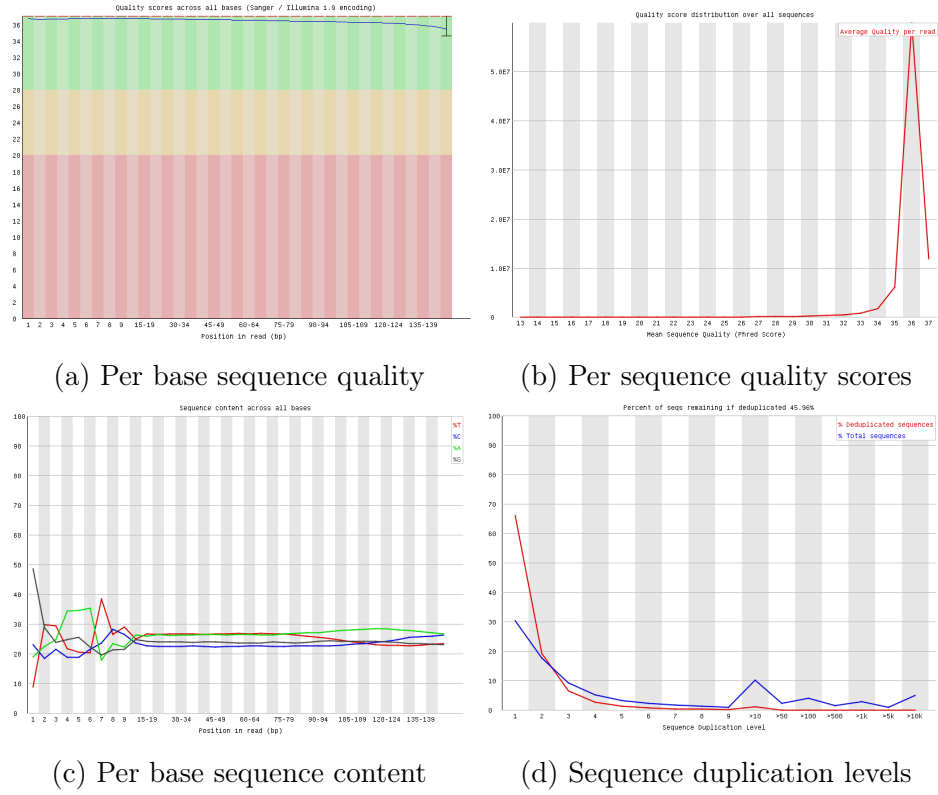 Quality scores across all bases (Sanger / Illumina 1.9 encoding)
36
34
32
30
28
26
24
22
20
18
16
14
12
10
8
6
4
2
0
1 2 3 4 5 6 7 8 9 15-19 30-34 45-49 60-64 75-79 90-94 105-109 120-124 135-139
Position in read (bp)
(a) Per base sequence quality
Quality score distribution over all sequences
Average Quality per read
5.0E7
4.0E7
3.0E7
2.0E7
1.0E7
0
13 14 15 16 17 18 19 20 21 22 23 24 25 26 27 28 29 30 31 32 33 34 35 36 37
Mean Sequence Quality (Phred Score)
(b) Per sequence quality scores
Sequence content across all bases
%T
%C
%A
%G
100
90
80
70
60
50
40
30
20
10
0
1 2 3 4 5 6 7 8 9 15-19 30-34 45-49 60-64 75-79 90-94 105-109 120-124 135-139
Position in read (bp)
(c) Per base sequence content
Percent of seqs remaining if deduplicated 45.96%
% Deduplicated sequences
% Total sequences
100
90
80
70
60
50
40
30
20
10
0
1 2 3 4 5 6 7 8 9 >10 >50 >100 >500 >1k >5k >10k
Sequence Duplication Level
(d) Sequence duplication levels